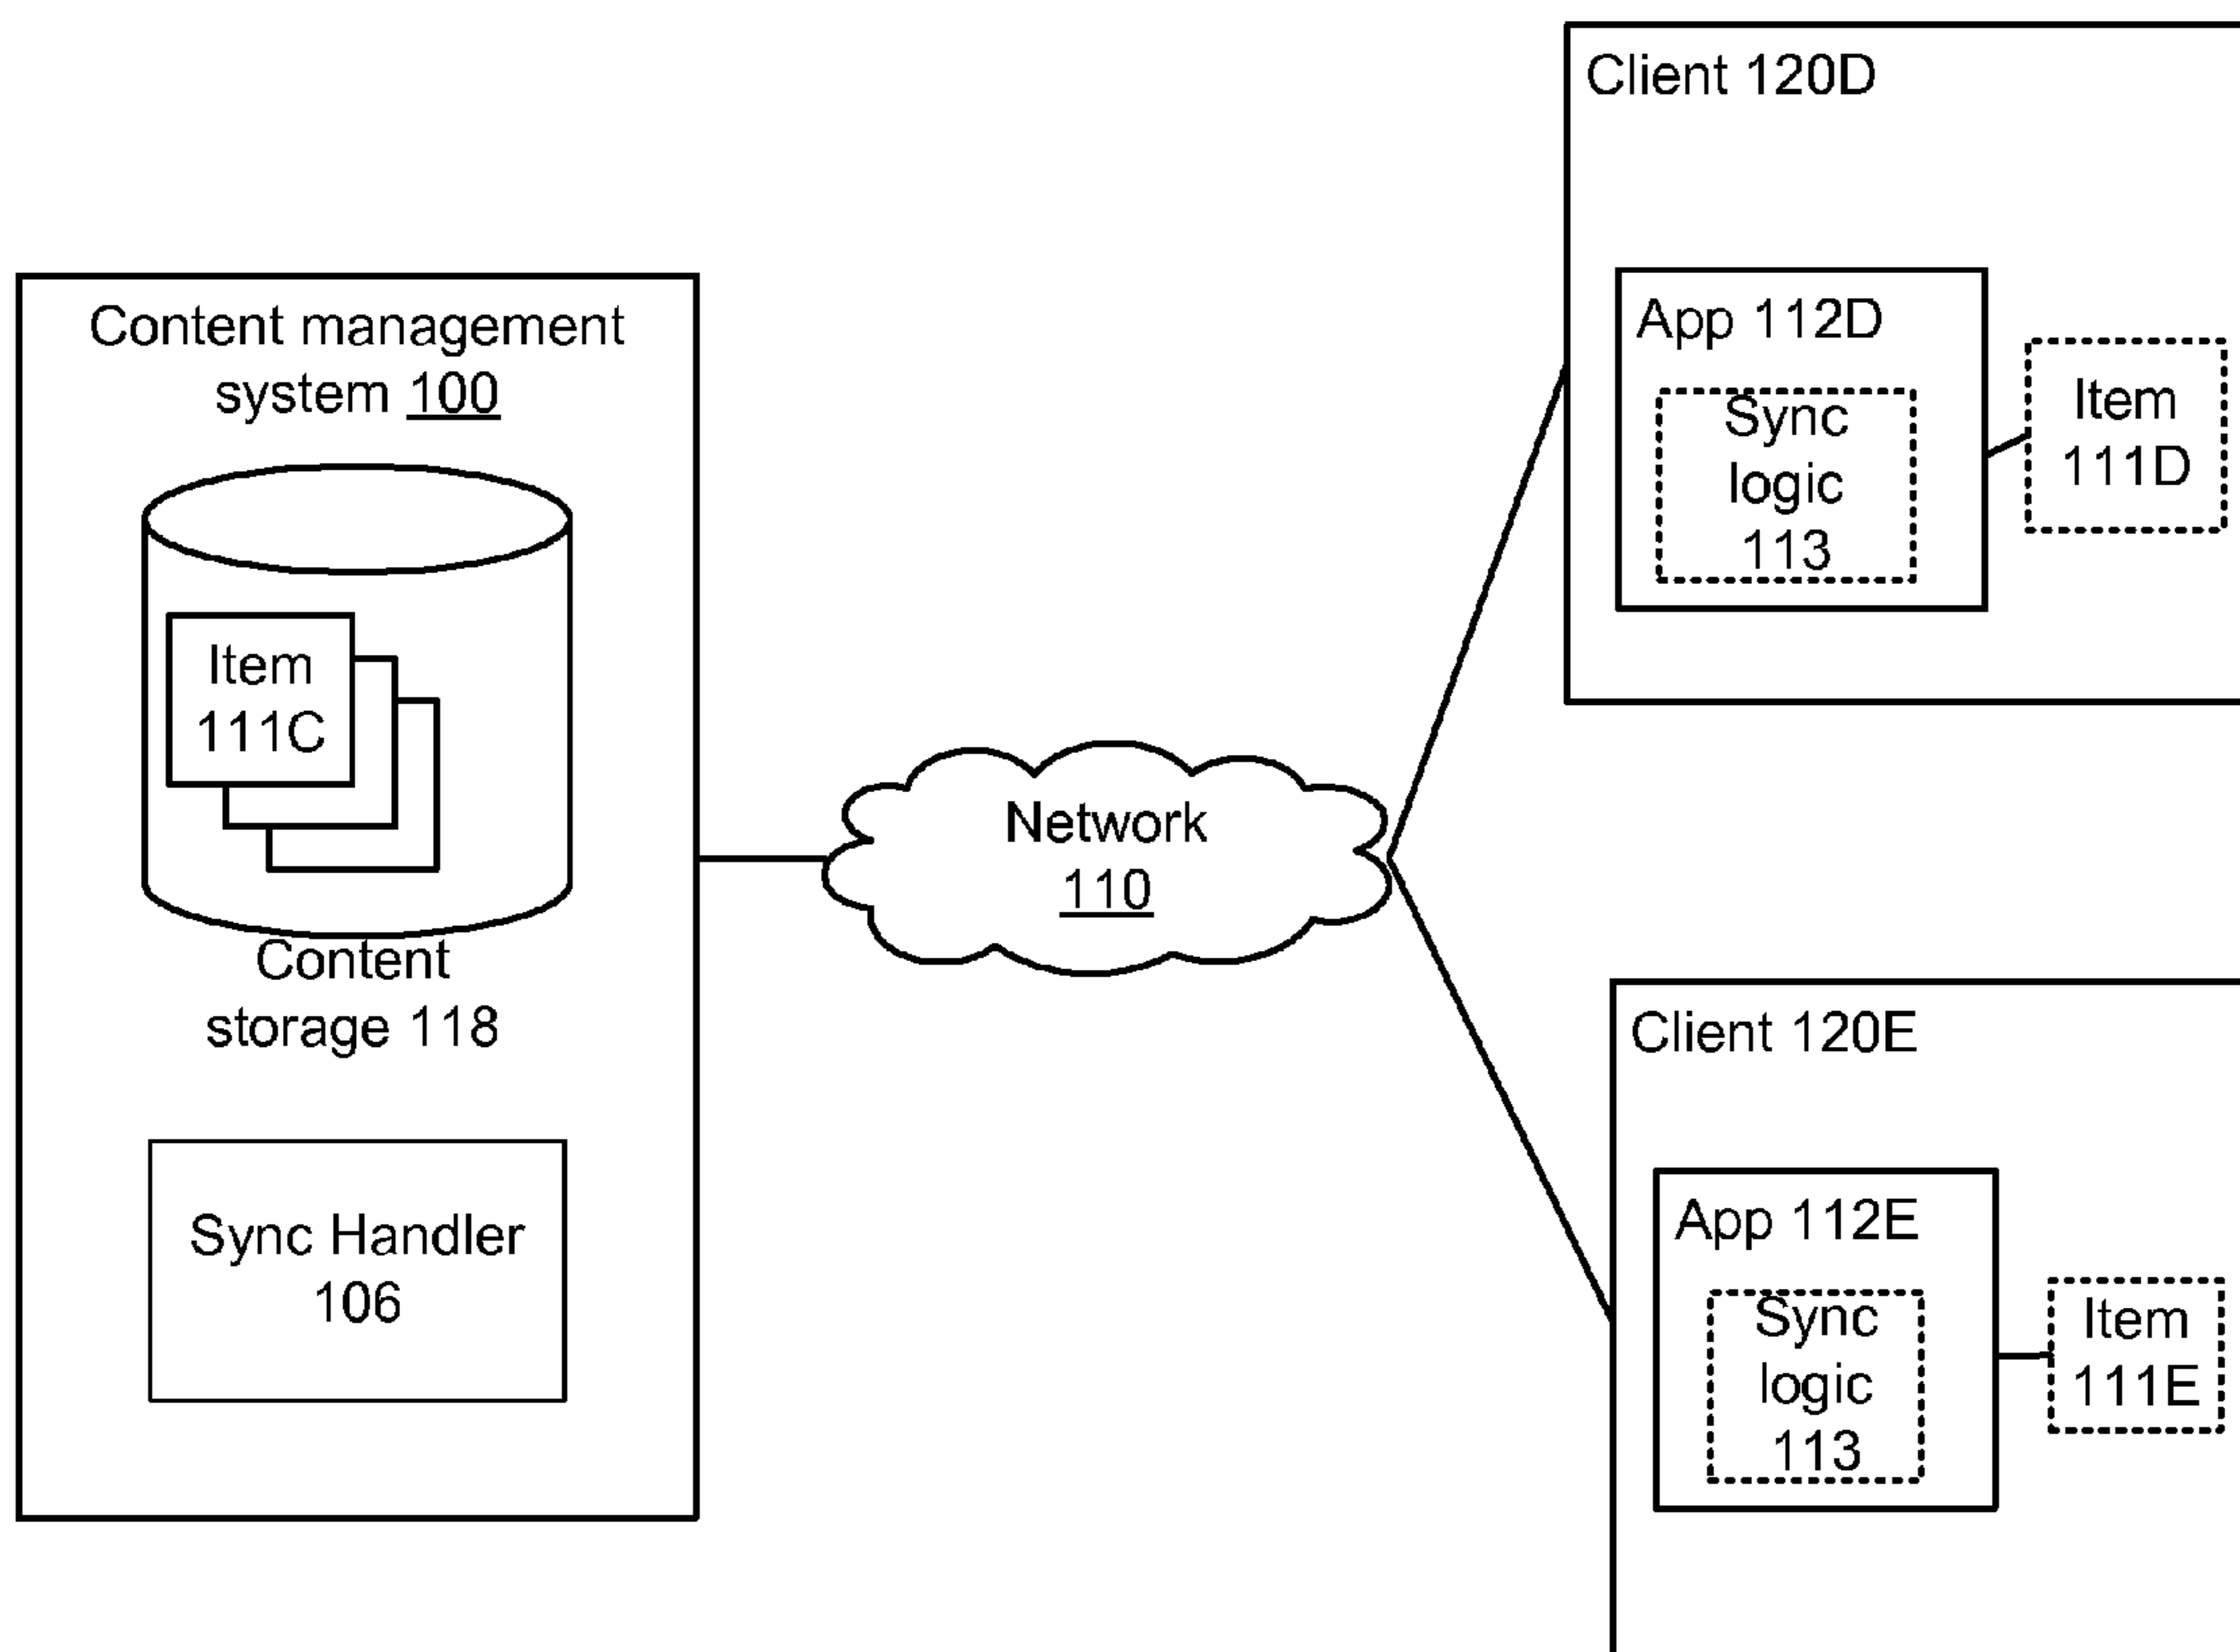 Content management
system 100
Item
111C
Content
storage 118
Sync Handler
106
Network
110
Client 120D
App 112D
Sync
logic
113
Item
111D
Client 120E
App 112E
Sync
logic
113
Item
111E